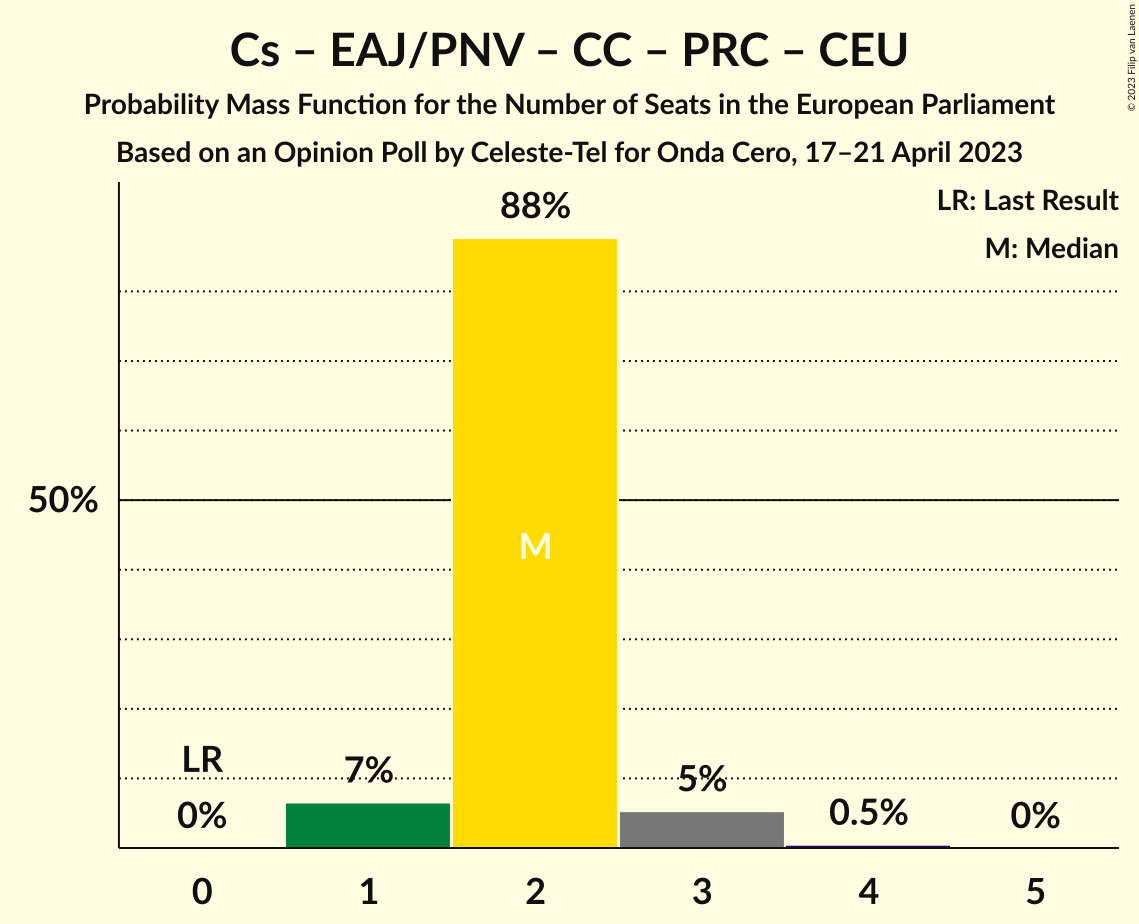 Cs – EAJ/PNV – CC – PRC – CEU
Probability Mass Function for the Number of Seats in the European Parliament
Based on an Opinion Poll by Celeste-Tel for Onda Cero, 17–21 April 2023
© 2023 Filip van Laenen
LR: Last Result
M: Median
88%
50%
M
LR
0%
7%
5%
0.5%
0%
0
1
2
3
4
5